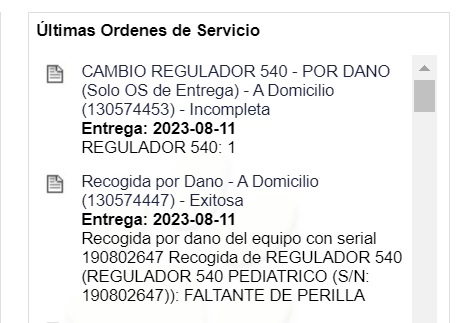 Últimas Ordenes de Servicio
CAMBIO REGULADOR 540 - POR DANO
(Solo OS de Entrega) - A Domicilio
(130574453) - Incompleta
Entrega: 2023-08-11
REGULADOR 540: 1
Recogida por Dano - A Domicilio
(130574447) - Exitosa
Entrega: 2023-08-11
Recogida por dano del equipo con serial
190802647 Recogida de REGULADOR 540
(REGULADOR 540 PEDIATRICO (S/N:
190802647)): FALTANTE DE PERILLA